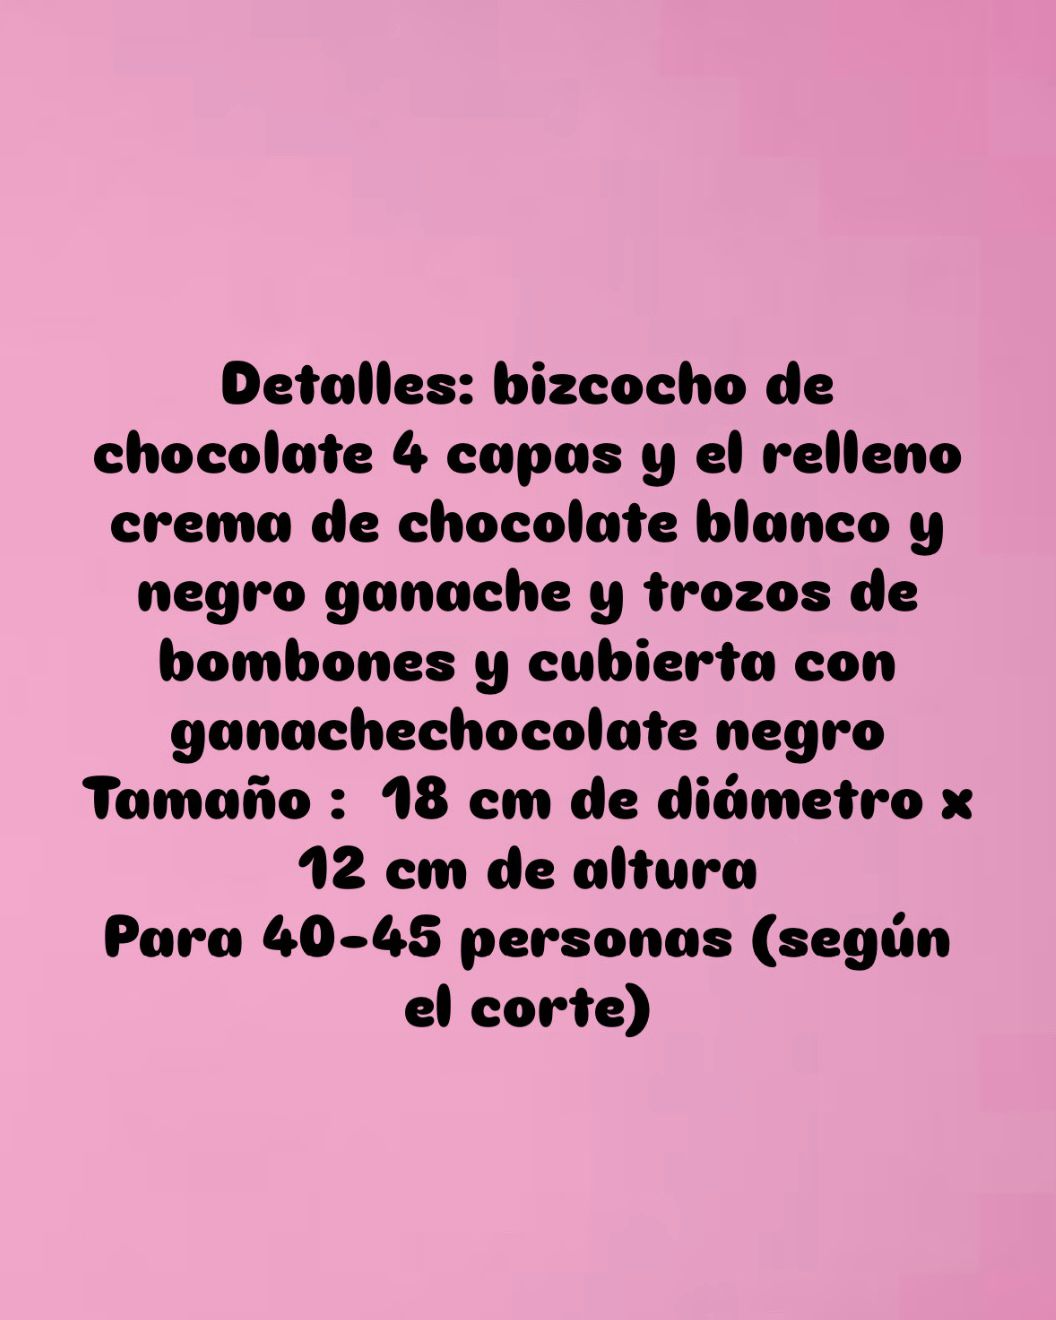 Detalles: bizcocho de
chocolate 4 capas y el relleno
crema de chocolate blanco y
negro ganache y trozos de
bombones y cubierta con
ganachechocolate negro
Tamaño :  18 cm de diámetro x
12 cm de altura
Para 40-45 personas (según
el corte)